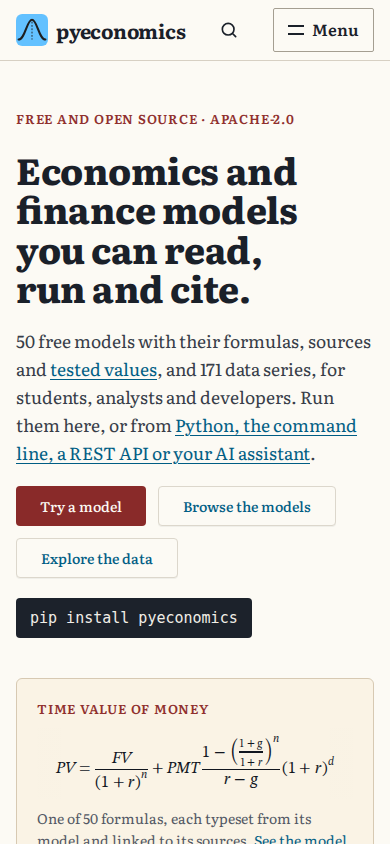 pyeconomics
Menu
FREE AND OPEN SOURCE · APACHE-2.0
Economics and
finance models
you can read,
run and cite.
50 free models with their formulas, sources
and tested values, and 171 data series, for
students, analysts and developers. Run
them here, or from Python, the command
line, a REST API or your AI assistant.
Try a model
Browse the models
Explore the data
pip install pyeconomics
TIME VALUE OF MONEY
PV = FV/(1 + r)^n + PMT (1 − ((1 + g)/(1 + r))^n)/(r − g) (1 + r)^d
One of 50 formulas, each typeset from its
model and linked to its sources. See the model